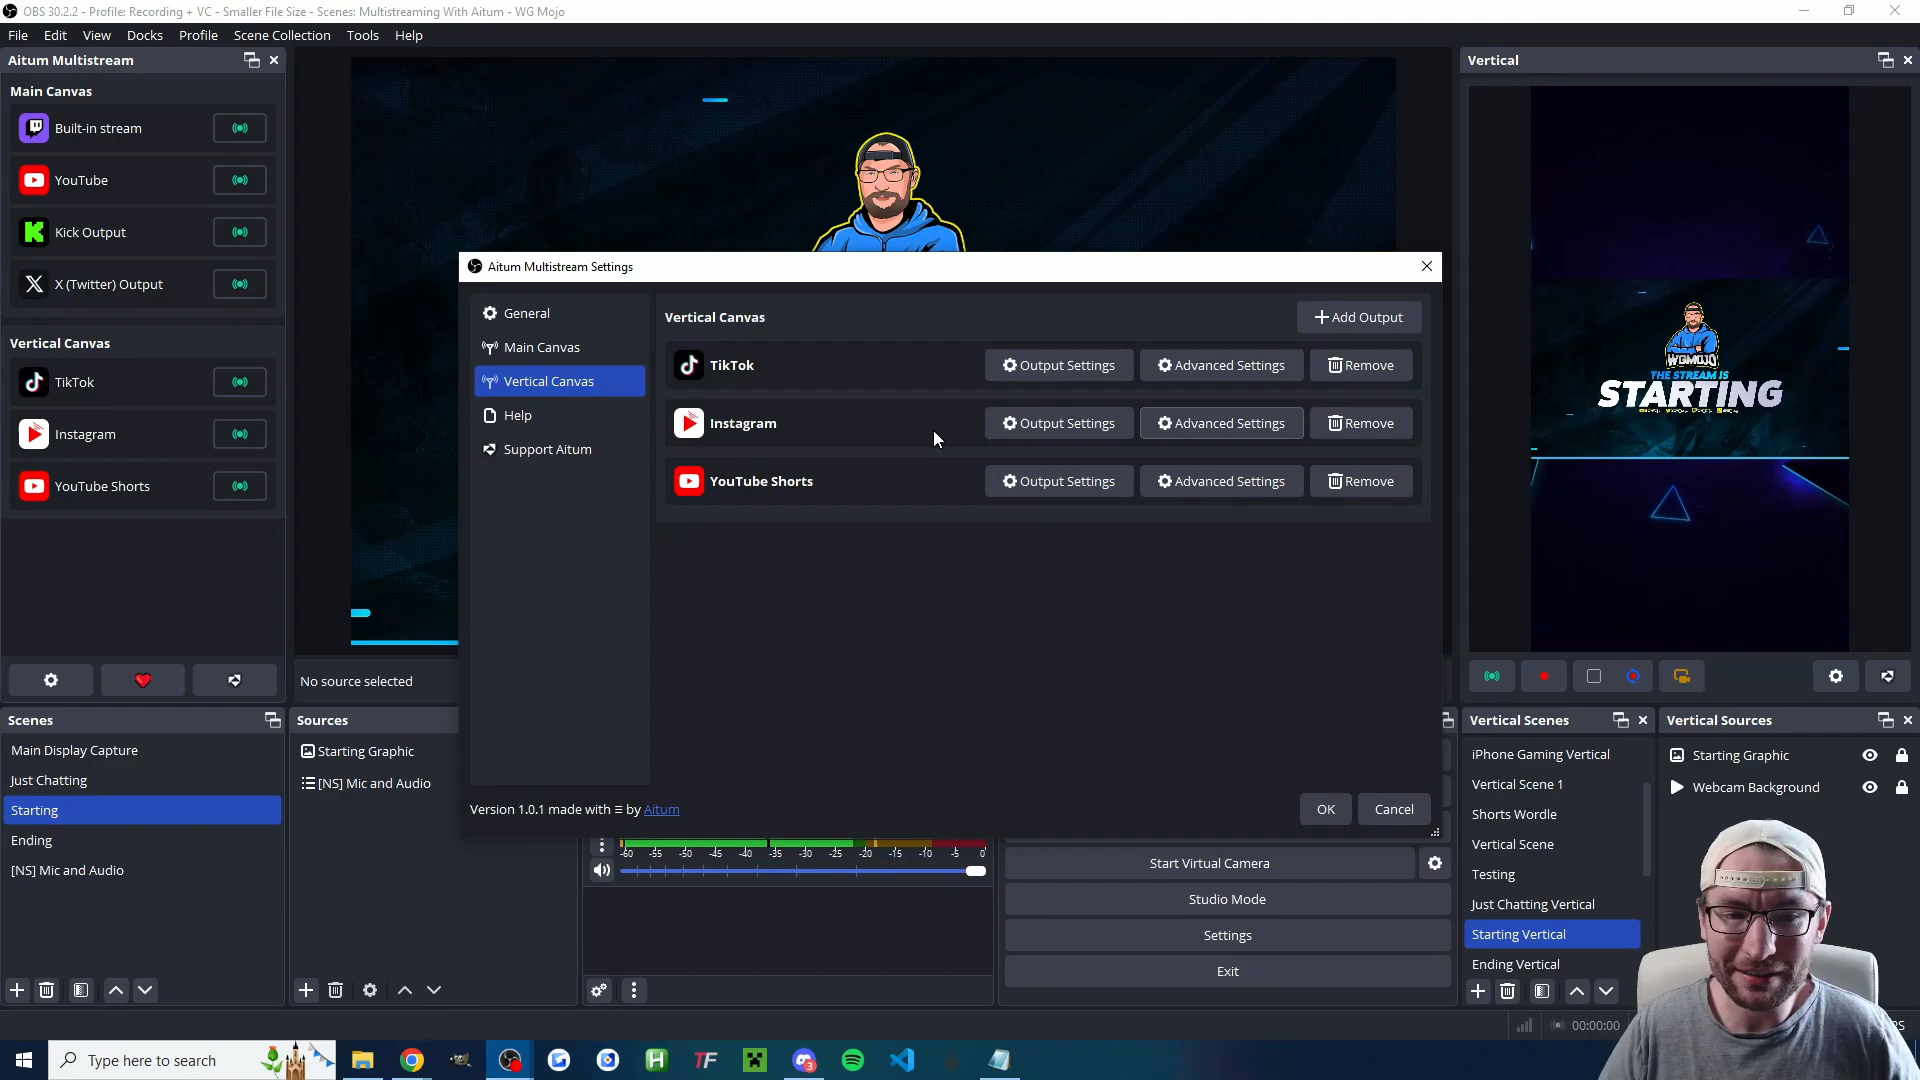 OBS 30.2.2 - Profile: Recording + VC - Smaller File Size - Scenes: Multistreaming With Aitum - WG Mojo
File Edit View Docks Profile Scene Collection Tools Help
Aitum Multistream
Main Canvas
Built-in stream
YouTube
Kick Output
X (Twitter) Output
Vertical Canvas
TikTok
Instagram
YouTube Shorts
Aitum Multistream Settings
General
Main Canvas
Vertical Canvas
Help
Support Aitum
Vertical Canvas
Add Output
TikTok Output Settings Advanced Settings Remove
Instagram Output Settings Advanced Settings Remove
YouTube Shorts Output Settings Advanced Settings Remove
Version 1.0.1 made with by Aitum
OK Cancel
Vertical
WGMOJO
THE STREAM IS
STARTING
No source selected
Scenes
Main Display Capture
Just Chatting
Starting
Ending
[NS] Mic and Audio
Sources
Starting Graphic
[NS] Mic and Audio
-60 -55 -50 -45 -40 -35 -30 -25 -20 -15 -10 -5 0
Start Virtual Camera
Studio Mode
Settings
Exit
Vertical Scenes
iPhone Gaming Vertical
Vertical Scene 1
Shorts Wordle
Vertical Scene
Testing
Just Chatting Vertical
Starting Vertical
Ending Vertical
Vertical Sources
Starting Graphic
Webcam Background
00:00:00
Type here to search
H
TF
3